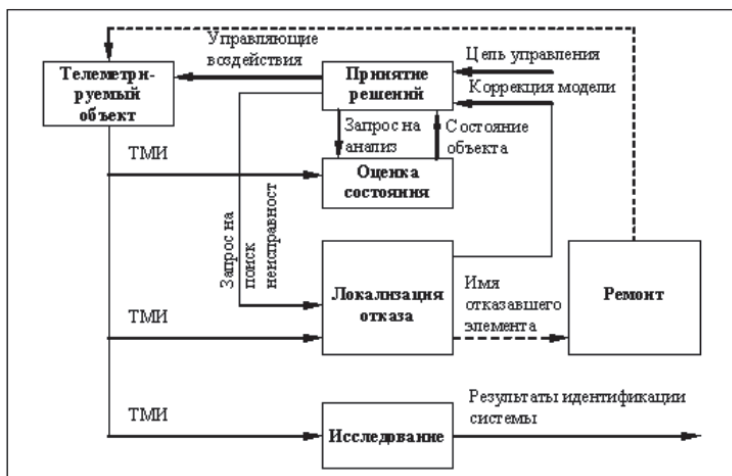 Управляющие
воздействия
Цель управления
Телеметри-
руемый
объект
Принятие
решений
Коррекция модели
Запрос на
анализ
Состояние
объекта
ТМИ
Оценка
состояния
Запрос на
поиск
неисправност
Локализация
отказа
Имя
отказавшего
элемента
Ремонт
ТМИ
ТМИ
Исследование
Результаты идентификации
системы